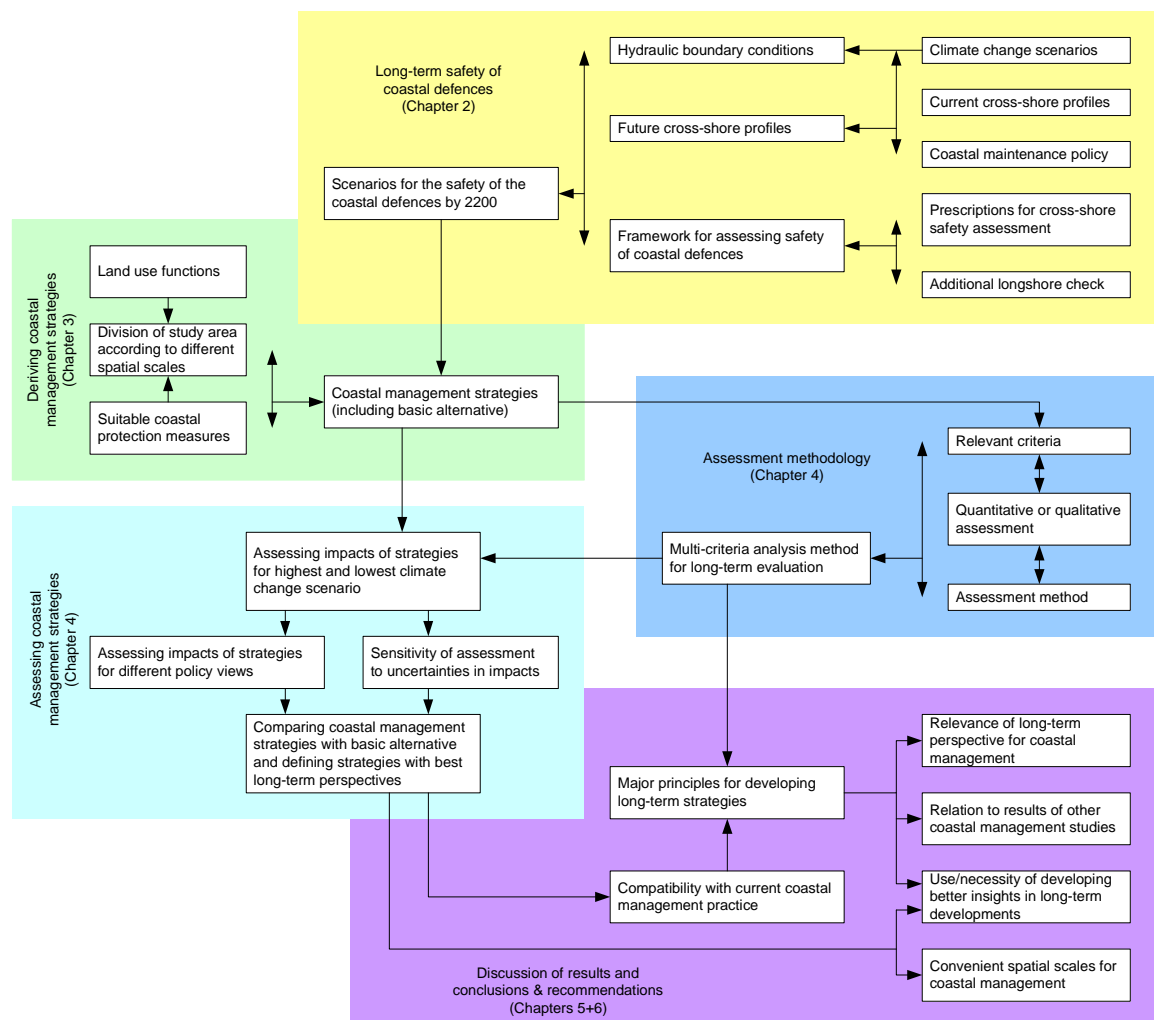 Long-term safety of
coastal defences
(Chapter 2)
Hydraulic boundary conditions
Climate change scenarios
Current cross-shore profiles
Future cross-shore profiles
Coastal maintenance policy
Scenarios for the safety of the
coastal defences by 2200
Prescriptions for cross-shore
safety assessment
Framework for assessing safety
of coastal defences
Additional longshore check
Deriving coastal
management strategies
(Chapter 3)
Land use functions
Division of study area
according to different
spatial scales
Suitable coastal
protection measures
Coastal management strategies
(including basic alternative)
Assessment methodology
(Chapter 4)
Relevant criteria
Quantitative or qualitative
assessment
Assessment method
Multi-criteria analysis method
for long-term evaluation
Assessing coastal
management strategies
(Chapter 4)
Assessing impacts of strategies
for highest and lowest climate
change scenario
Assessing impacts of strategies
for different policy views
Sensitivity of assessment
to uncertainties in impacts
Comparing coastal management
strategies with basic alternative
and defining strategies with best
long-term perspectives
Major principles for developing
long-term strategies
Compatibility with current coastal
management practice
Relevance of long-term
perspective for coastal
management
Relation to results of other
coastal management studies
Use/necessity of developing
better insights in long-term
developments
Convenient spatial scales for
coastal management
Discussion of results and
conclusions & recommendations
(Chapters 5+6)